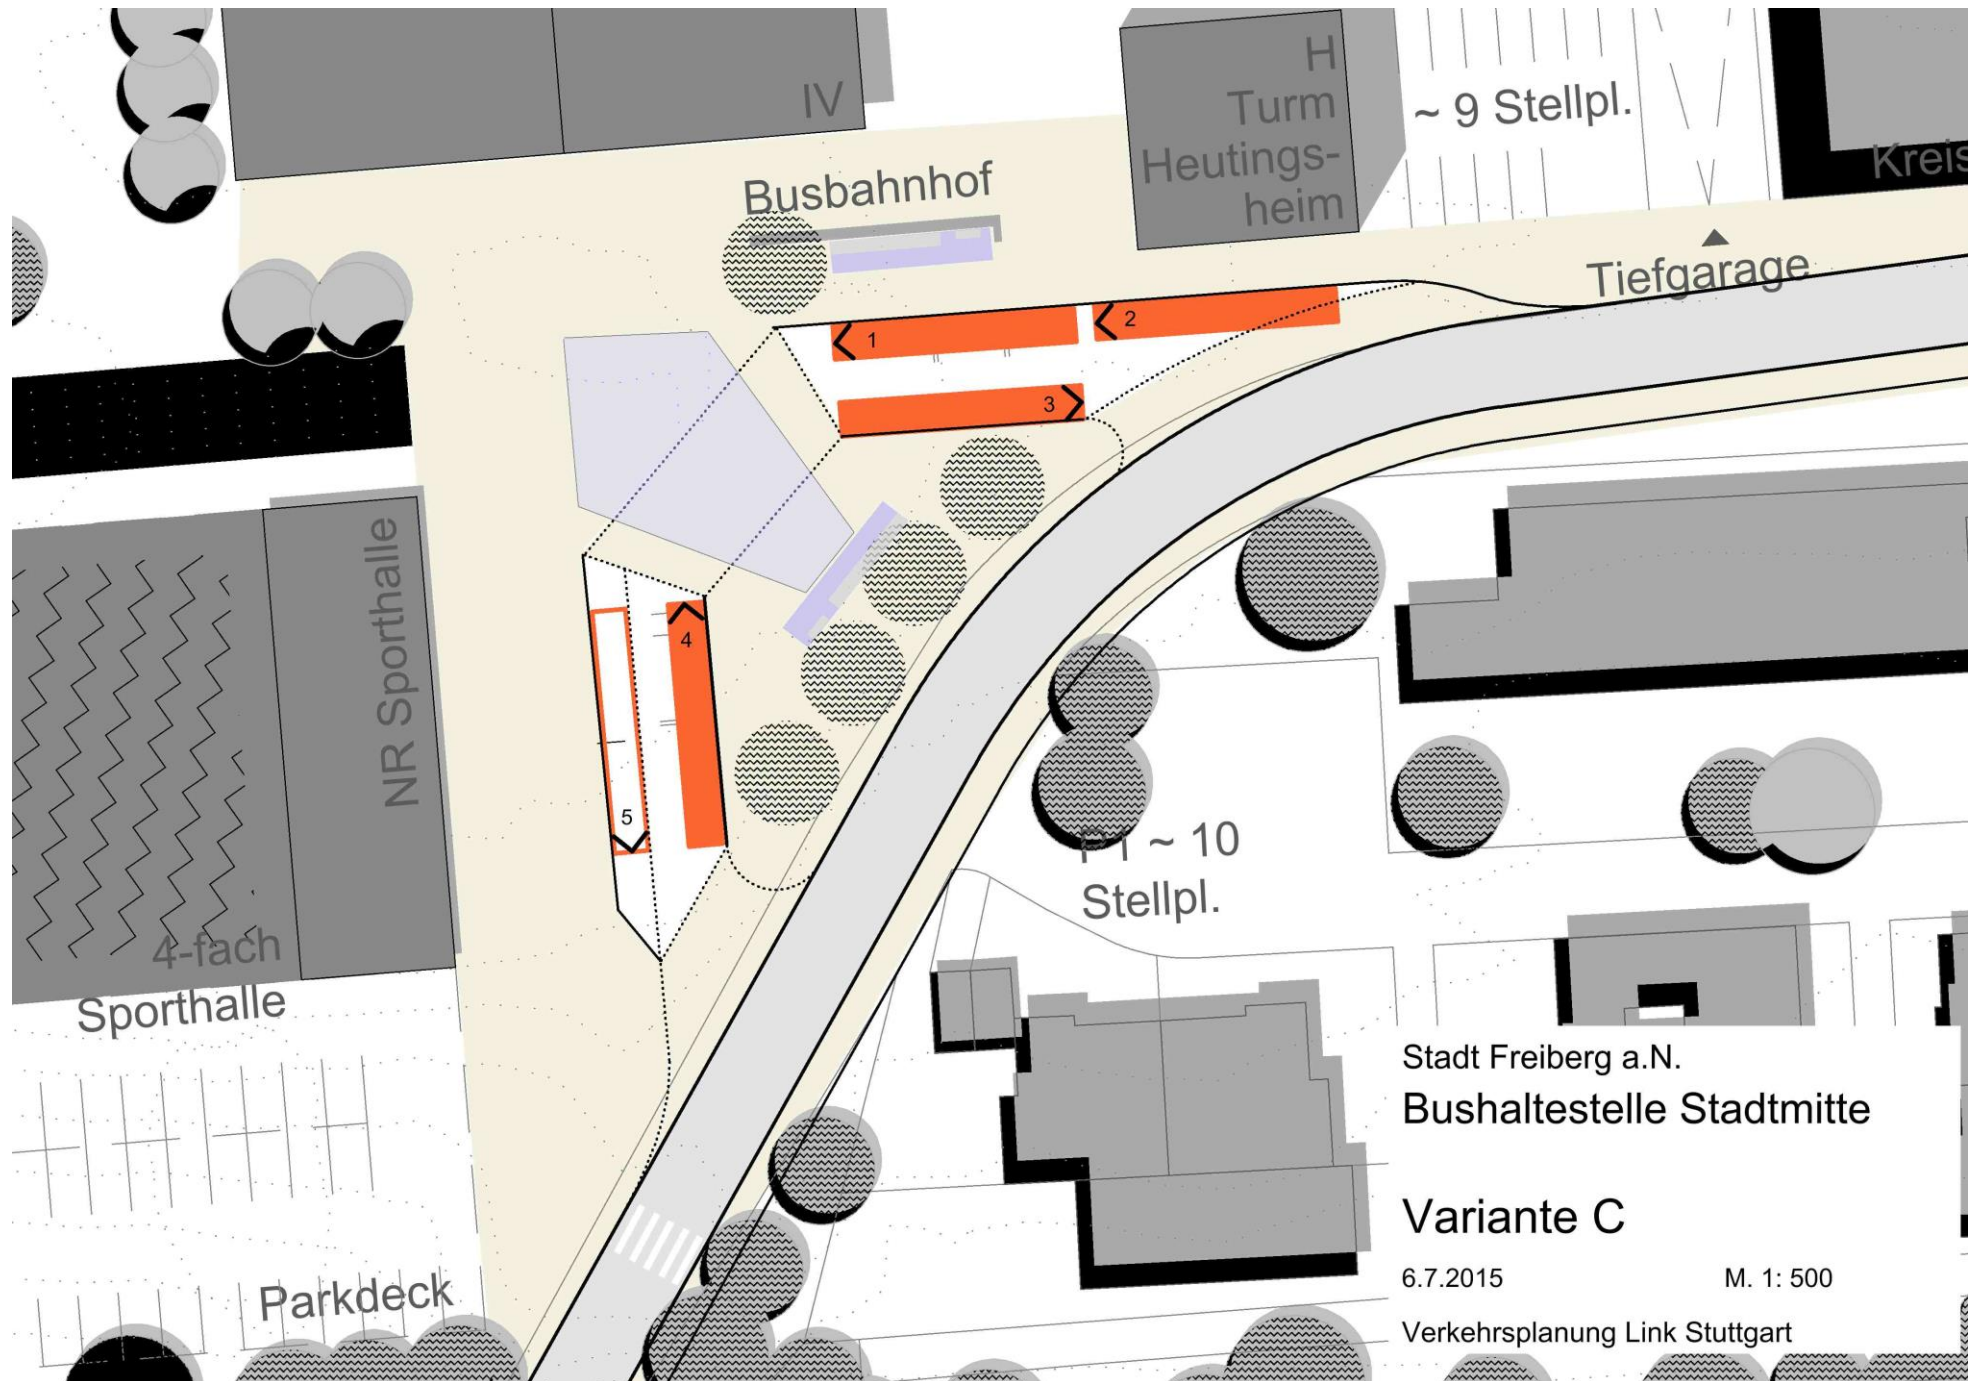 IV
H
Turm
Heutings-
heim
~ 9 Stellpl.
Kreis
Busbahnhof
Tiefgarage
1
2
3
4
5
NR Sporthalle
4-fach
Sporthalle
P1 ~ 10
Stellpl.
Parkdeck
Stadt Freiberg a.N.
Bushaltestelle Stadtmitte
Variante C
6.7.2015 M. 1: 500
Verkehrsplanung Link Stuttgart